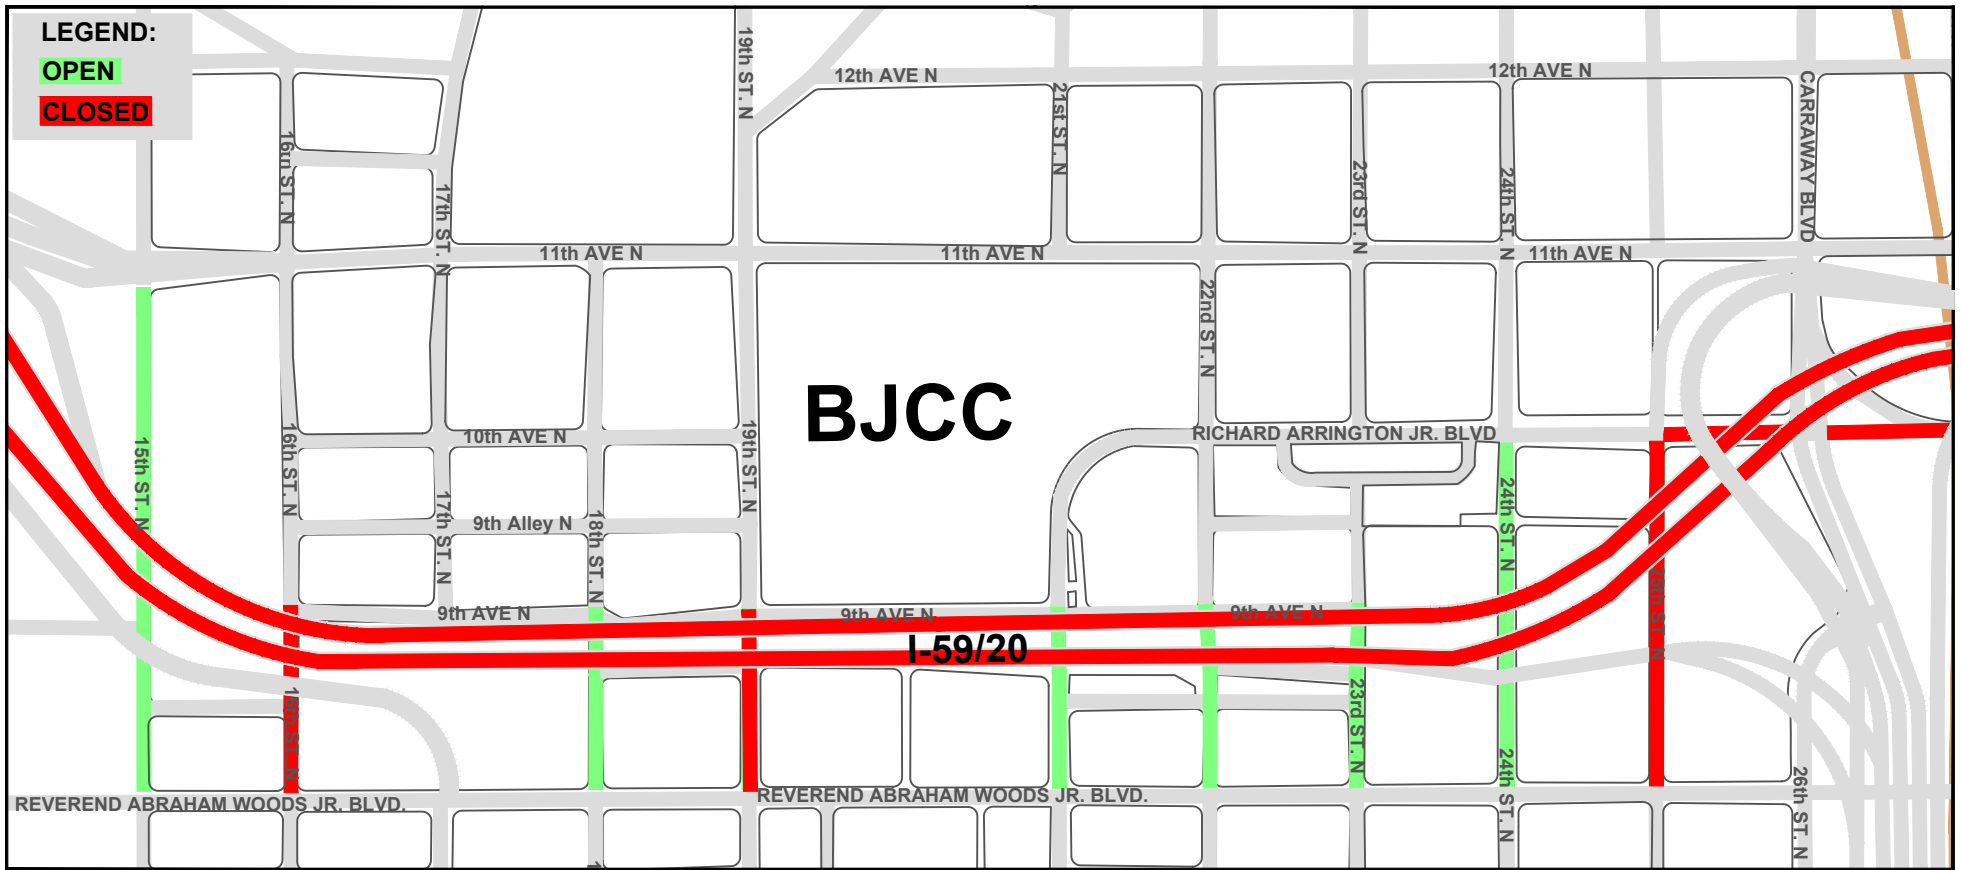 LEGEND:
OPEN
CLOSED
19th ST. N
12th AVE N
12th AVE N
CARRAWAY BLVD
21st ST. N
16th ST. N
23rd ST. N
24th ST. N
17th ST. N
11th AVE N
11th AVE N
11th AVE N
22nd ST. N
BJCC
15th ST. N
16th ST. N
10th AVE N
19th ST. N
RICHARD ARRINGTON JR. BLVD
17th ST. N
9th Alley N
18th ST. N
24th ST. N
25th ST. N
9th AVE N
9th AVE N
9th AVE N
I-59/20
16th ST. N
23rd ST. N
24th ST. N
26th ST. N
REVEREND ABRAHAM WOODS JR. BLVD.
REVEREND ABRAHAM WOODS JR. BLVD.